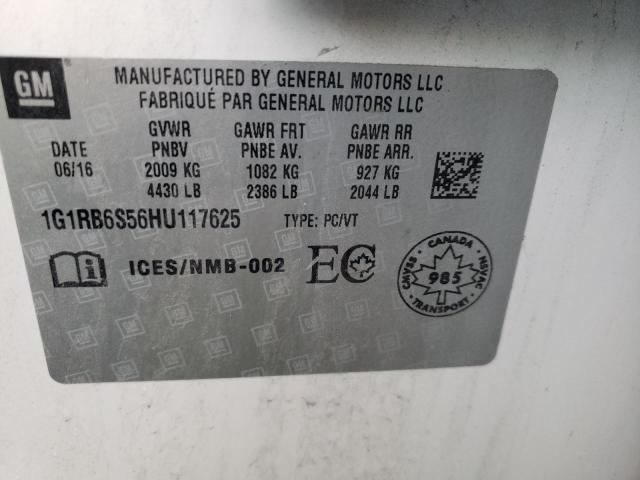 GM
MANUFACTURED BY GENERAL MOTORS LLC
FABRIQUÉ PAR GENERAL MOTORS LLC
GVWR GAWR FRT GAWR RR
DATE PNBV PNBE AV. PNBE ARR.
06/16 2009 KG 1082 KG 927 KG
4430 LB 2386 LB 2044 LB
1G1RB6S56HU117625 TYPE: PC/VT
ICES/NMB-002 EC
CANADA
CMVSS 985 NSVAC
TRANSPORT